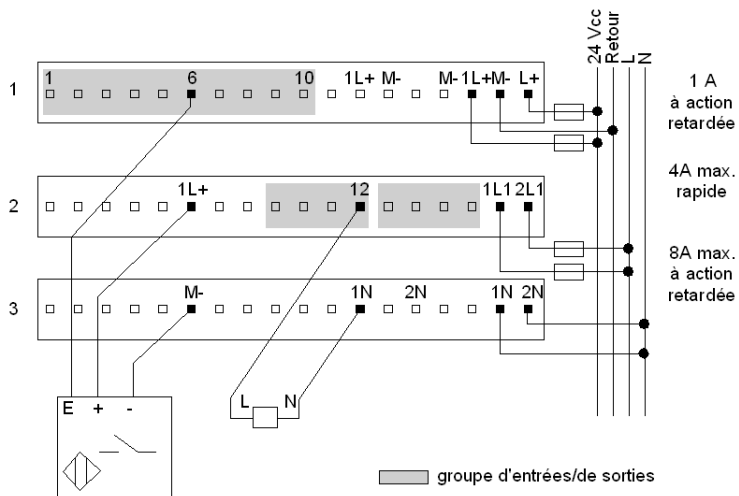 24 Vcc
Retour
L
N
1 6 10 1L+ M- M- 1L+ M- L+
1
1 A
à action
retardée
4A max.
rapide
1L+ 12 1L1 2L1
2
8A max.
à action
retardée
M- 1N 2N 1N 2N
3
E + -
L N
groupe d'entrées/de sorties